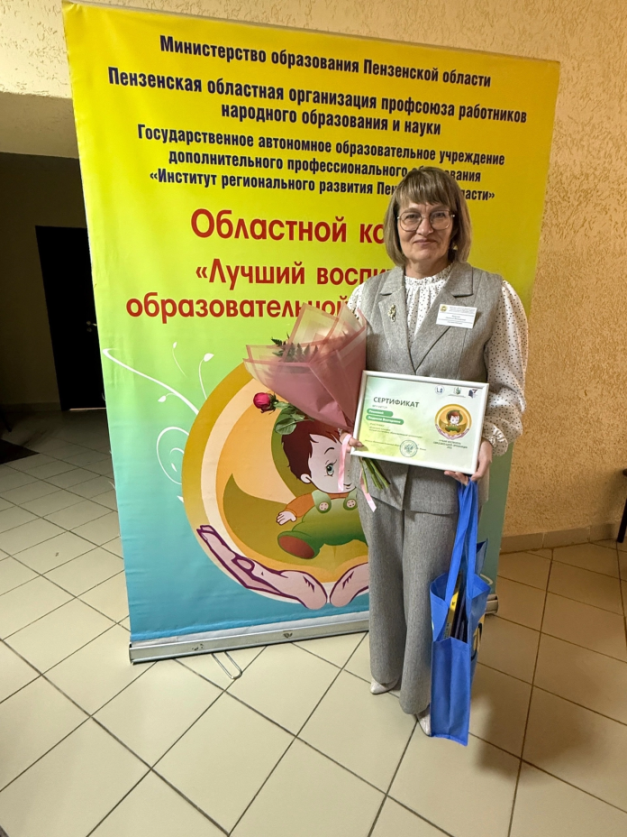 Министерство образования Пензенской области
Пензенская областная организация профсоюза работников
народного образования и науки
Государственное автономное образовательное учреждение
дополнительного профессионального
«Институт регионального развития
Областной
«Лучший
образовательной
СЕРТИФИКАТ